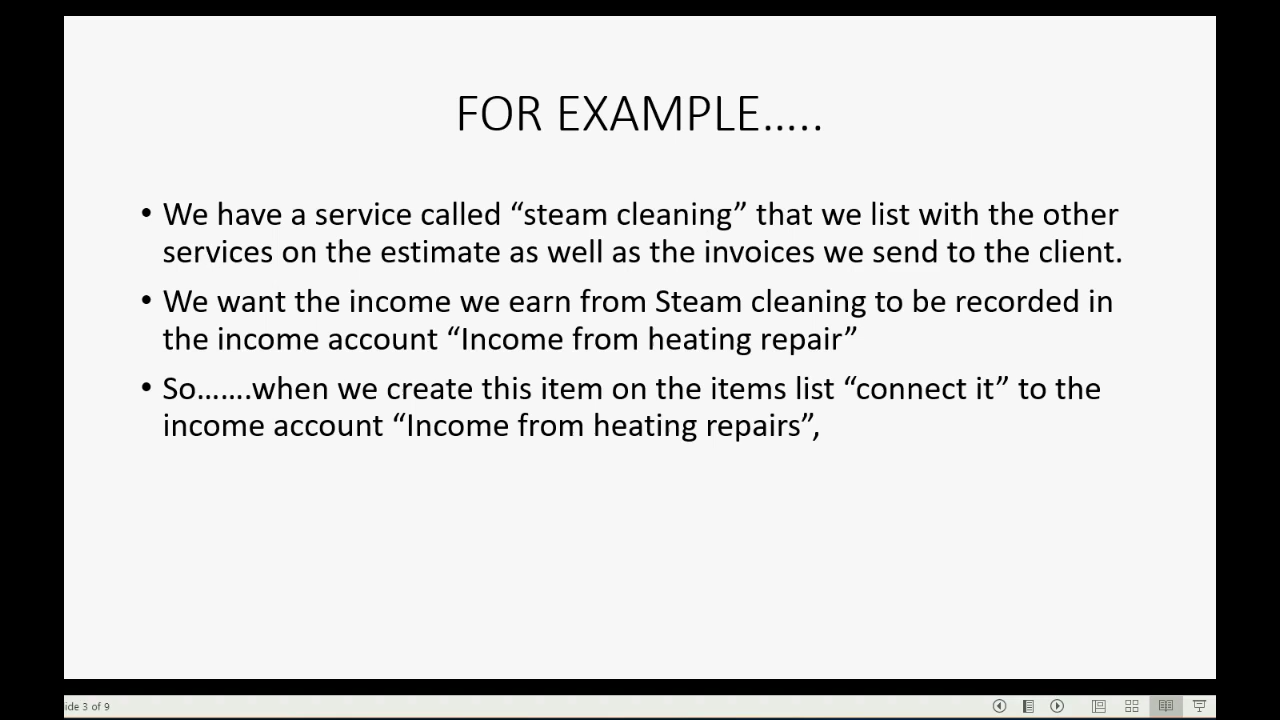 FOR EXAMPLE…..
• We have a service called “steam cleaning” that we list with the other
services on the estimate as well as the invoices we send to the client.
• We want the income we earn from Steam cleaning to be recorded in
the income account “Income from heating repair”
• So…….when we create this item on the items list “connect it” to the
income account “Income from heating repairs”,
ide 3 of 9